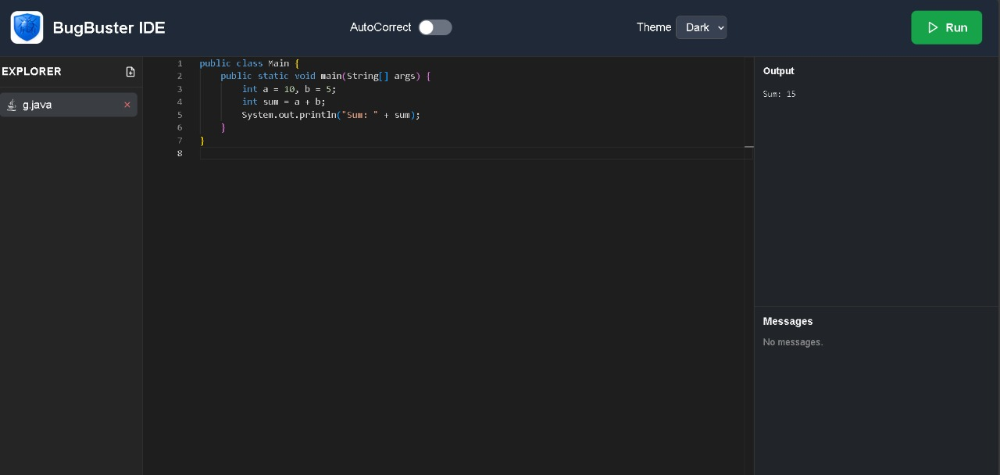 BugBuster IDE
AutoCorrect
Theme Dark
Run
EXPLORER
g.java
1 public class Main {
2     public static void main(String[] args) {
3         int a = 10, b = 5;
4         int sum = a + b;
5         System.out.println("Sum: " + sum);
6     }
7 }
8
Output
Sum: 15
Messages
No messages.